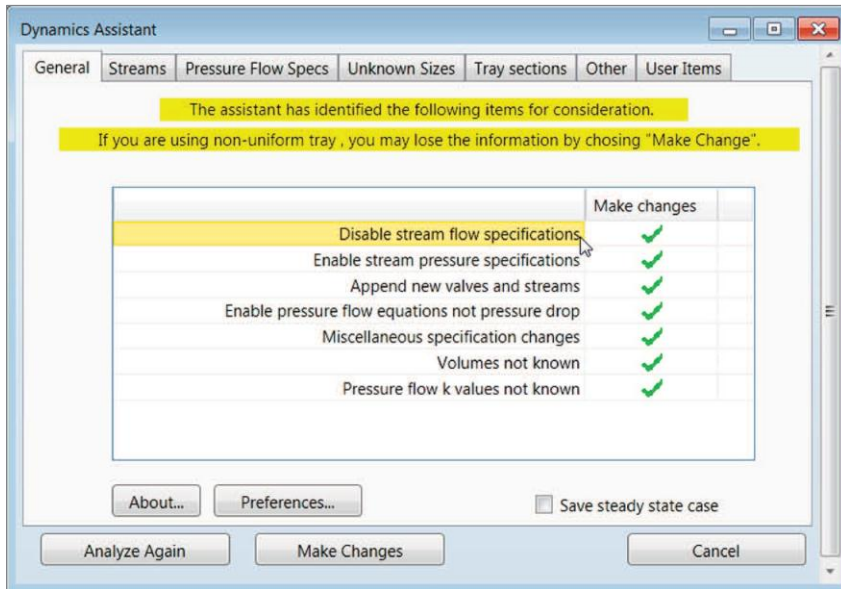 Dynamics Assistant
General Streams Pressure Flow Specs Unknown Sizes Tray sections Other User Items
The assistant has identified the following items for consideration.
If you are using non-uniform tray , you may lose the information by chosing "Make Change".
Make changes
Disable stream flow specifications
Enable stream pressure specifications
Append new valves and streams
Enable pressure flow equations not pressure drop
Miscellaneous specification changes
Volumes not known
Pressure flow k values not known
About... Preferences... Save steady state case
Analyze Again Make Changes Cancel